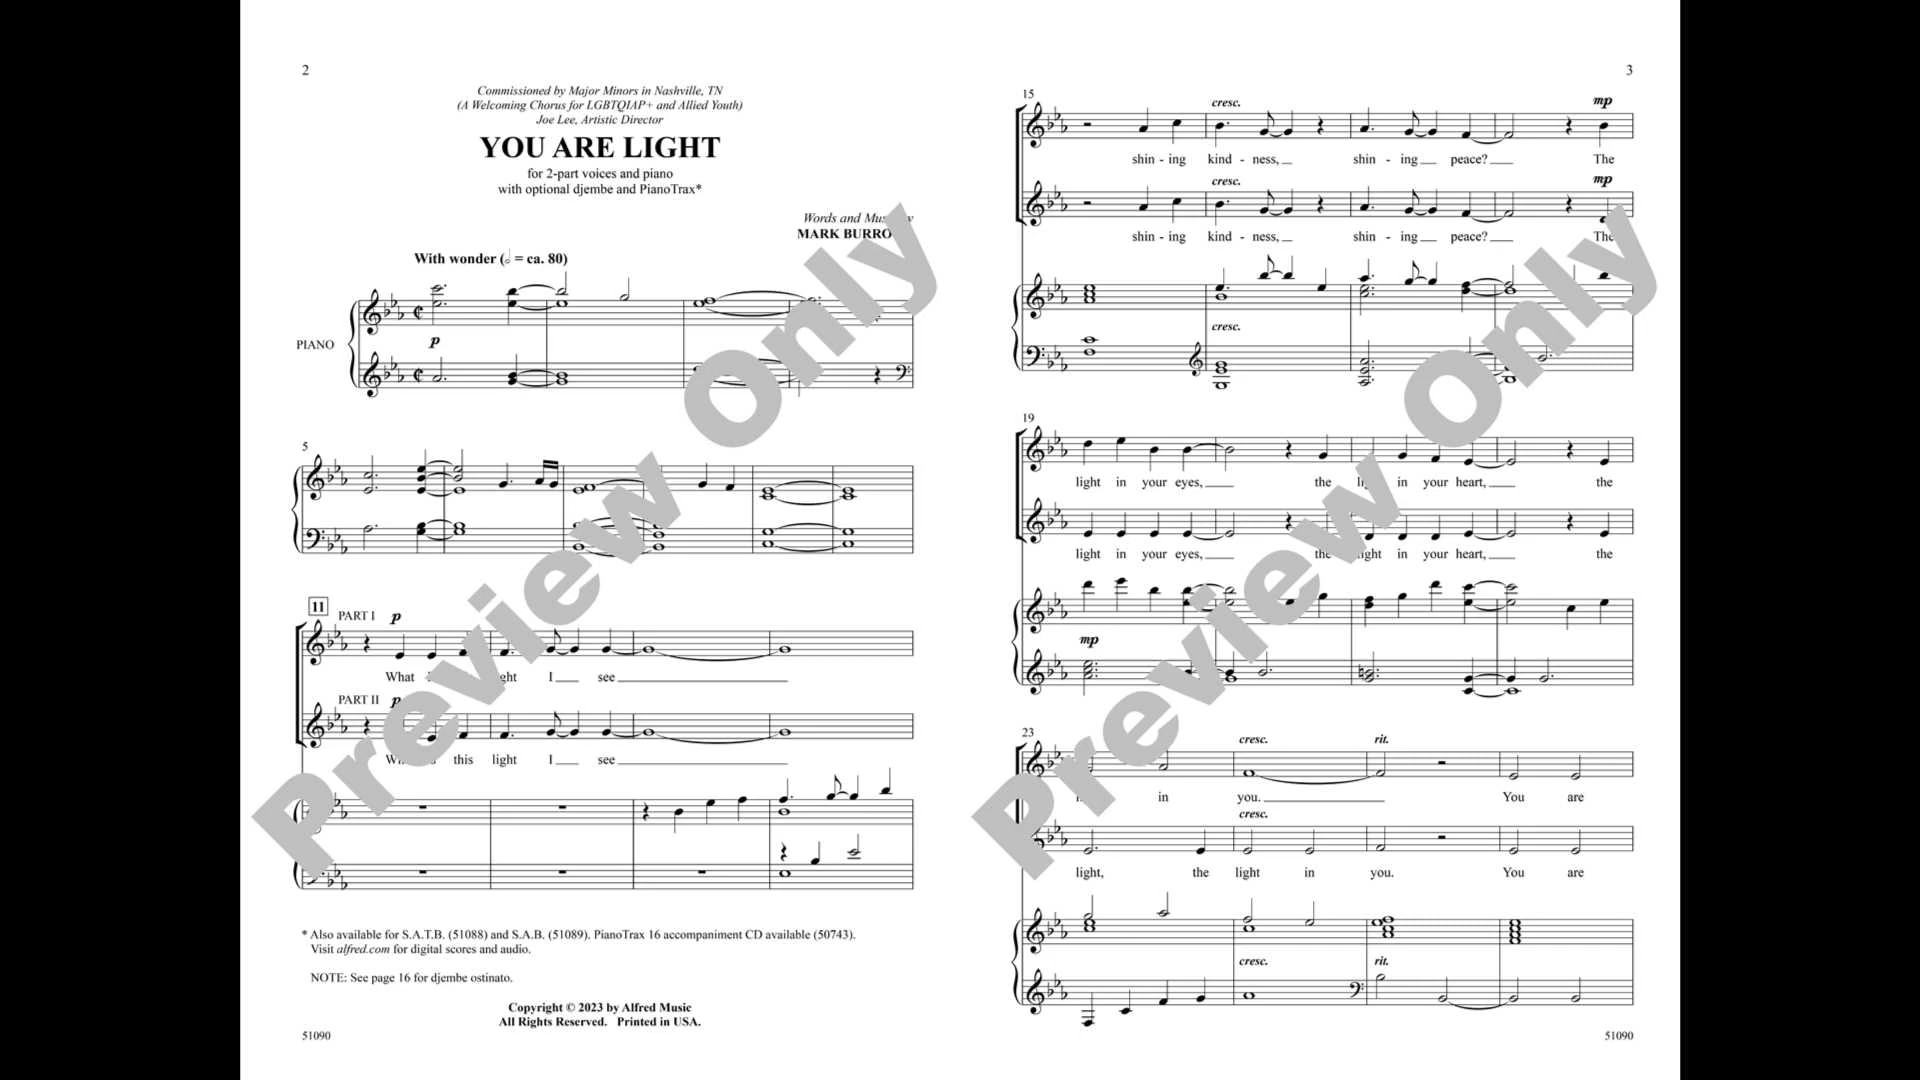 2
Commissioned by Major Minors in Nashville, TN
(A Welcoming Chorus for LGBTQIAP+ and Allied Youth)
Joe Lee, Artistic Director
YOU ARE LIGHT
for 2-part voices and piano
with optional djembe and PianoTrax*
Words and
MARK
With wonder (𝅗𝅥 = ca. 80)
PIANO
p
5
11
PART I p
What I see
PART II p
this light I see
* Also available for S.A.T.B. (51088) and S.A.B. (51089). PianoTrax 16 accompaniment CD available (50743).
Visit alfred.com for digital scores and audio.
NOTE: See page 16 for djembe ostinato.
Copyright © 2023 by Alfred Music
All Rights Reserved. Printed in USA.
51090
Preview Only
3
15
cresc. mp
shin - ing kind - ness, shin - ing peace? The
cresc. mp
shin - ing kind - ness, shin - ing peace? The
cresc.
19
light in your eyes, the in your heart, the
light in your eyes, the light in your heart, the
mp
23
cresc. rit.
in you. You are
cresc.
light, the light in you. You are
cresc. rit.
51090
Preview Only